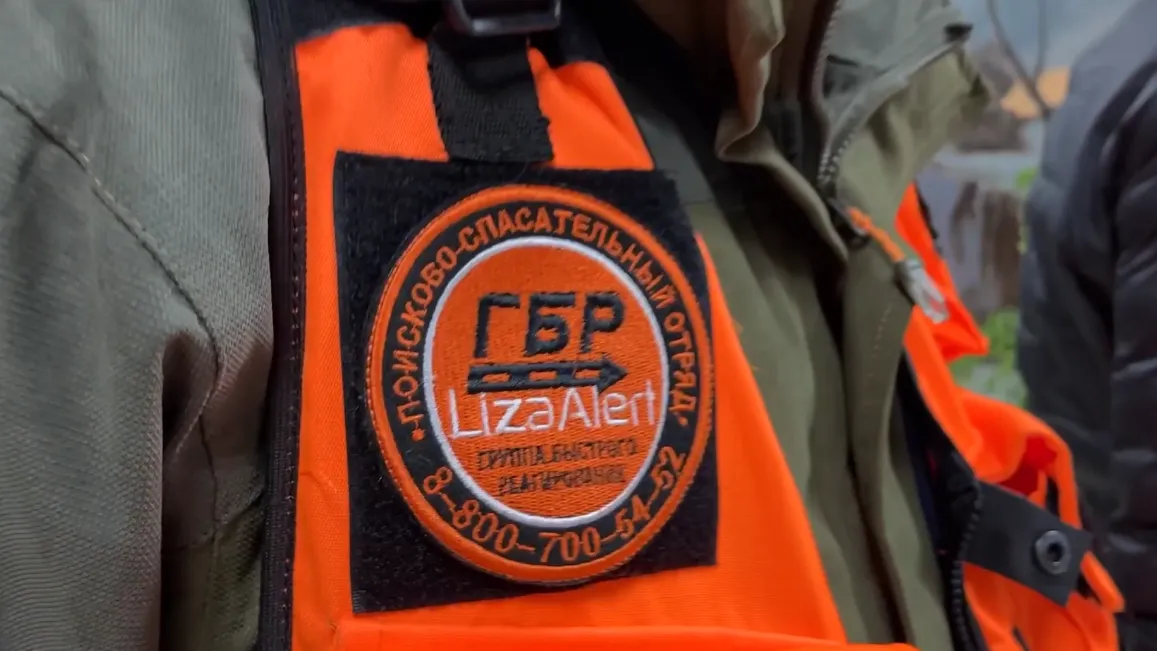 •ПОИСКОВО-СПАСАТЕЛЬНЫЙ ОТРЯД•
ГБР
LizaAlert
ГРУППА БЫСТРОГО
РЕАГИРОВАНИЯ
8-800-700-54-52